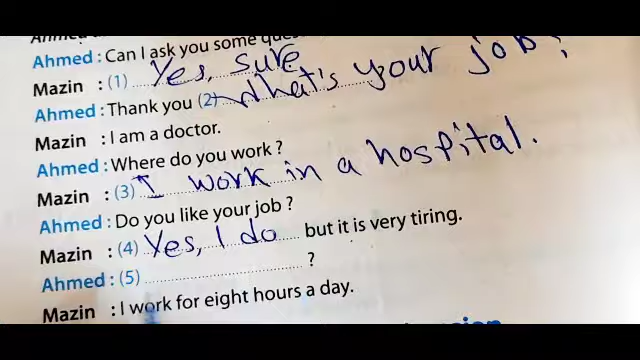 Ahmed : Can I ask you some
Mazin : (1) Yes, sure
Ahmed : Thank you (2) What's your job ?
Mazin : I am a doctor.
Ahmed : Where do you work ?
Mazin : (3) I work in a hospital.
Ahmed : Do you like your job ?
Mazin : (4) Yes, I do but it is very tiring.
Ahmed : (5) .................................... ?
Mazin : I work for eight hours a day.